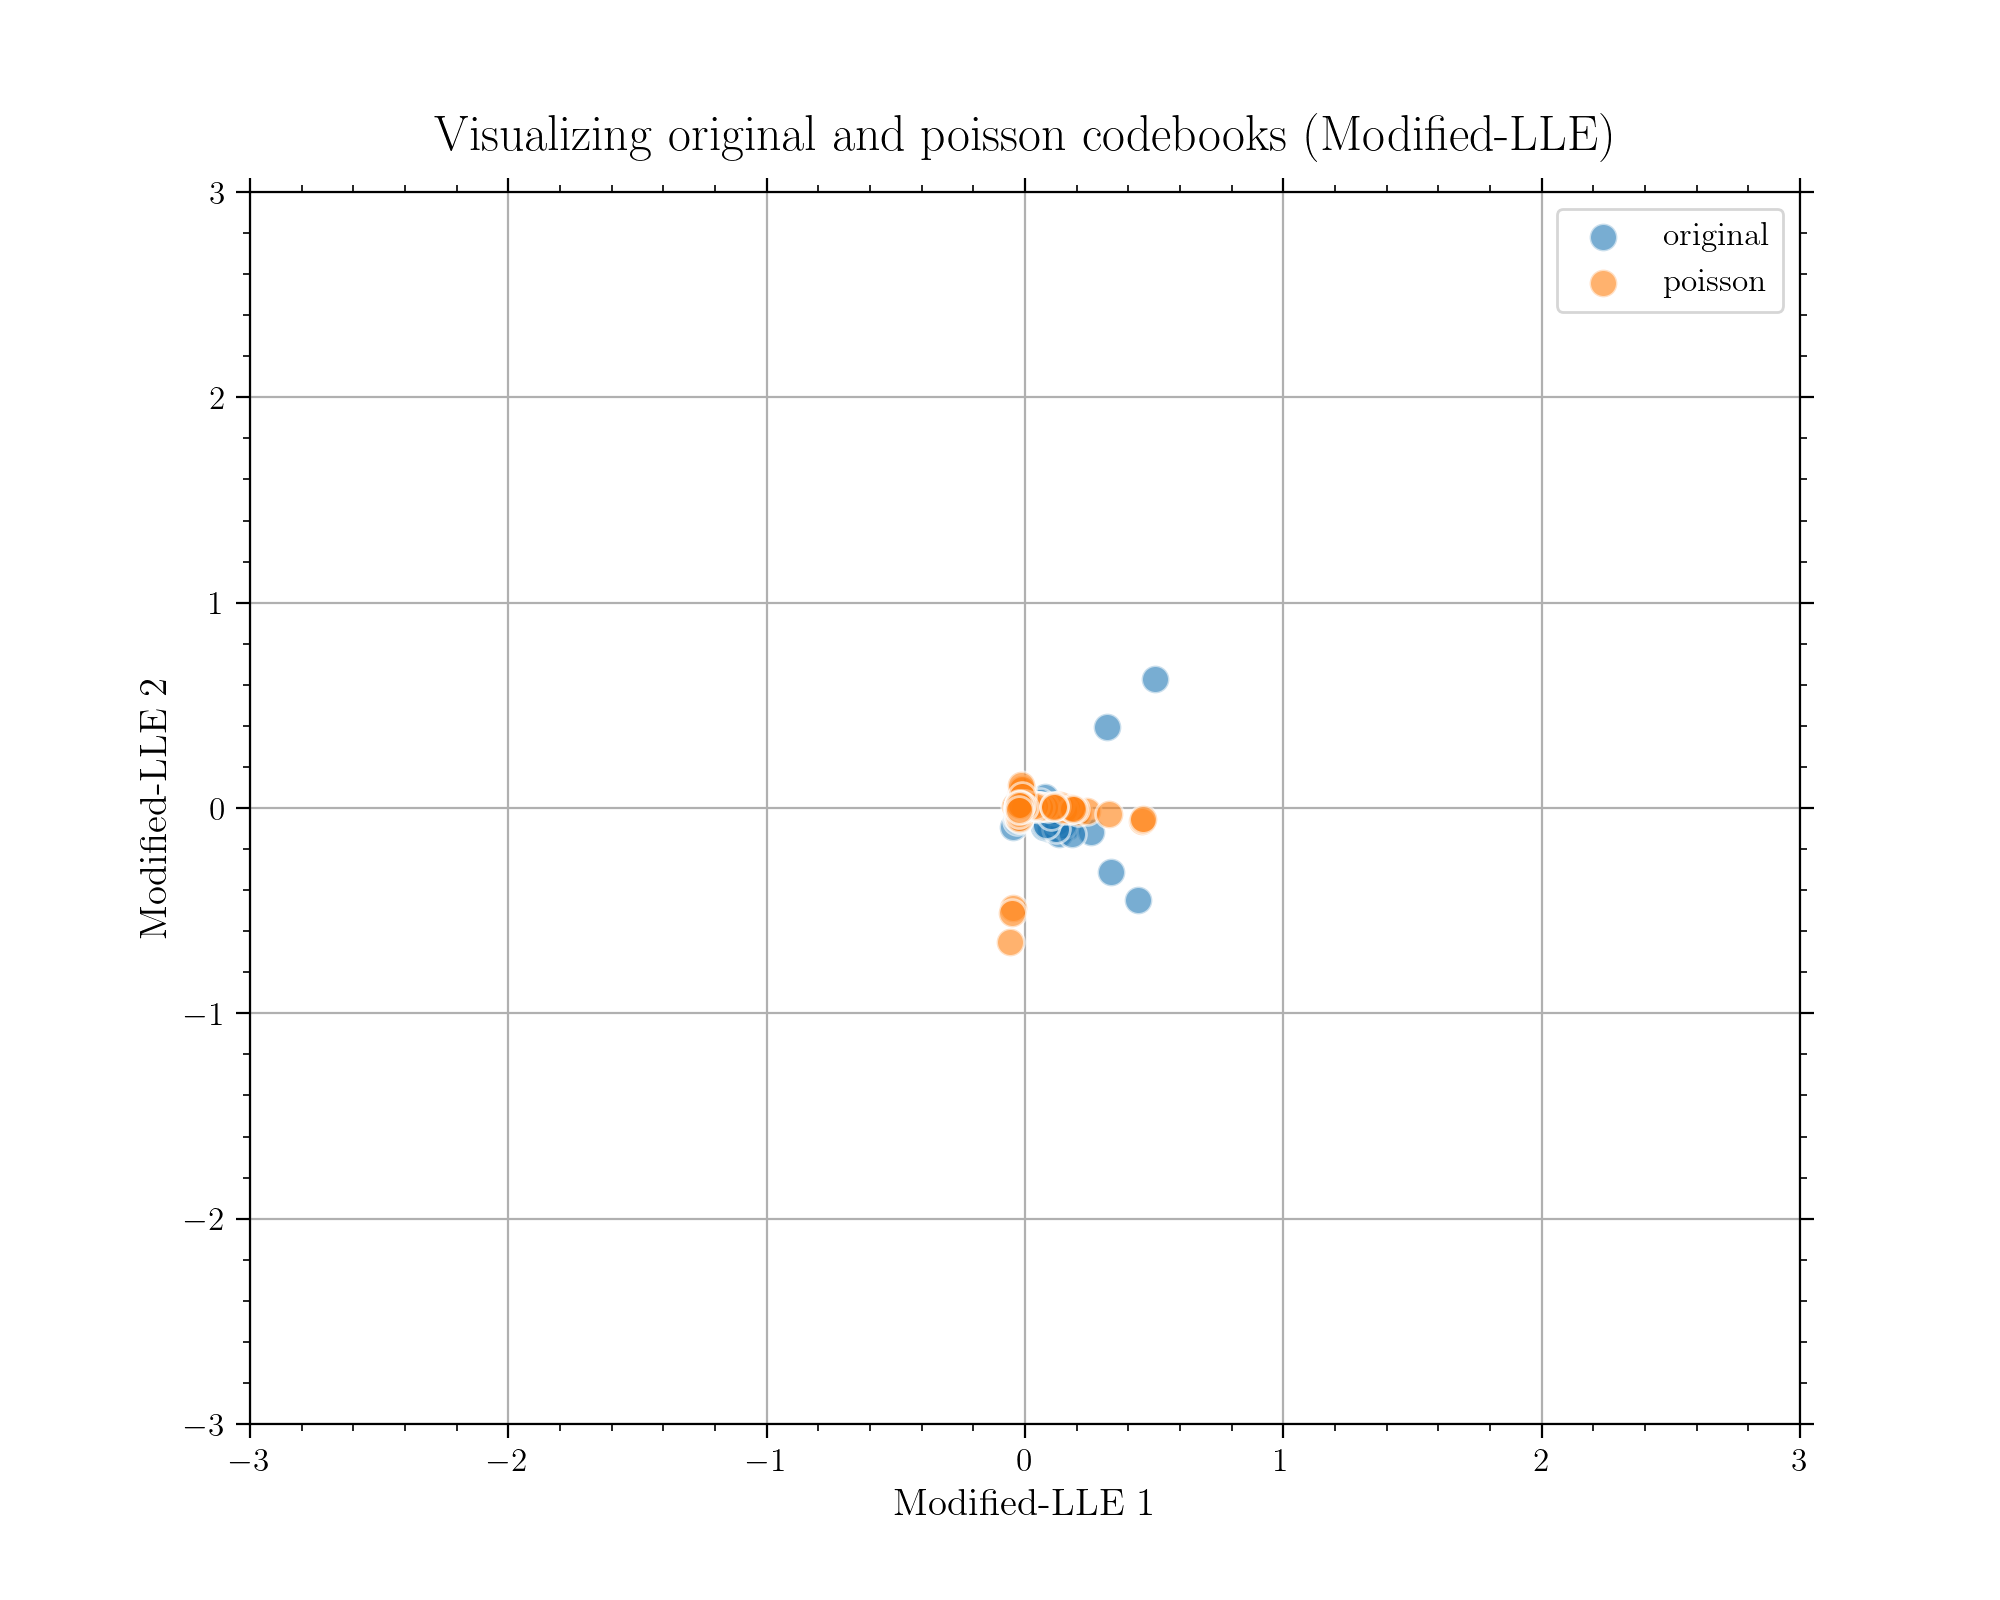 Visualizing original and poisson codebooks (Modified-LLE)
original
poisson
3
2
1
0
−1
−2
−3
Modified-LLE 2
−3
−2
−1
0
1
2
3
Modified-LLE 1